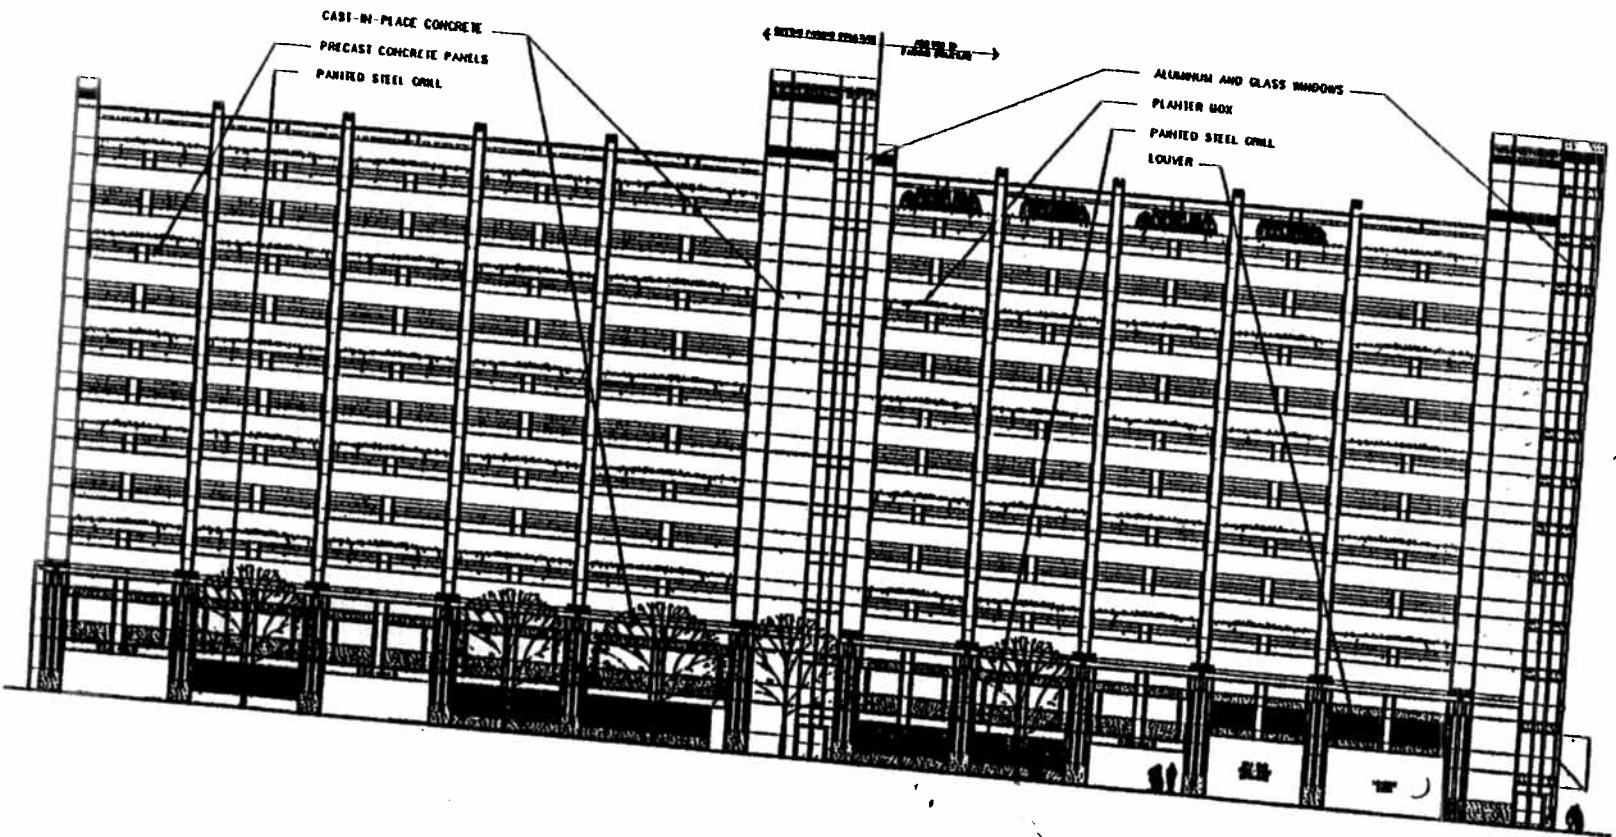 CAST-IN-PLACE CONCRETE
PRECAST CONCRETE PANELS
PAINTED STEEL GRILL
ALUMINUM AND GLASS WINDOWS
PLANTER BOX
PAINTED STEEL GRILL
LOUVER